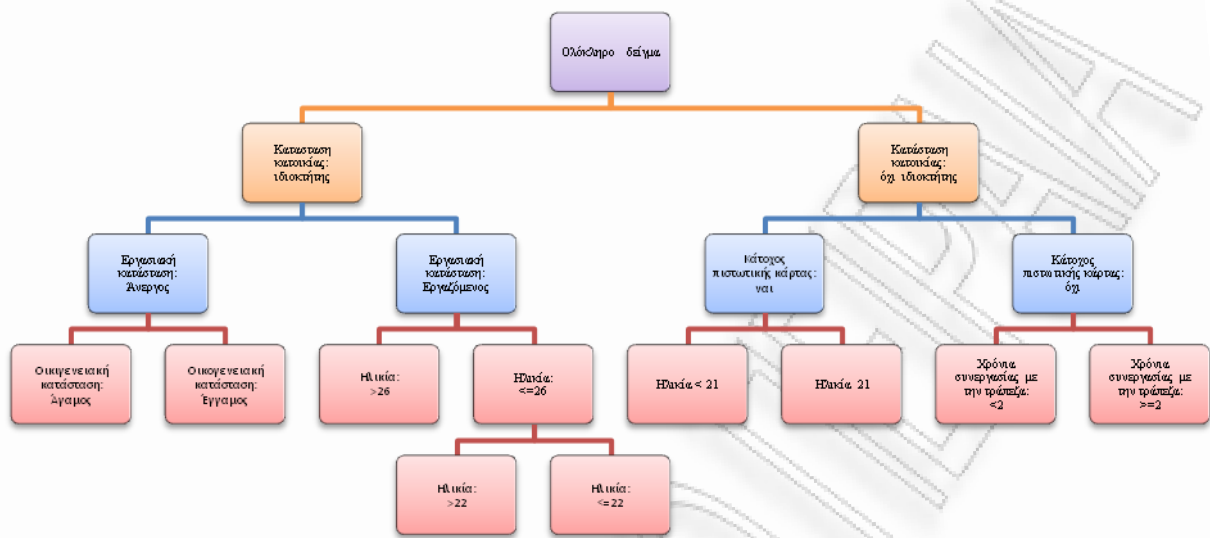 Ολόκληρο δείγμα
Κατασταση
κατοικίας:
ιδιοκτήτης
Κατάσταση
κατοικίας:
όχι ιδιοκτήτης
Εργασιακή
κατάσταση:
Άνεργος
Εργασιακή
κατάσταση:
Εργαζόμενος
Κάτοχος
πιστωτικής κάρτας:
ναι
Κάτοχος
πιστωτικής κάρτας:
όχι
Οικιγενειακή
κατάσταση:
Άγαμος
Οικογενειακή
κατάσταση:
Έγγαμος
Ηλικία:
>26
Ηλικία:
<=26
Ηλικία < 21
Ηλικία 21
Χρόνια
συνεργασίας με
την τράπεζα:
<2
Χρόνια
συνεργασίας με
την τράπεζα:
>=2
Ηλικία:
>22
Ηλικία:
<=22